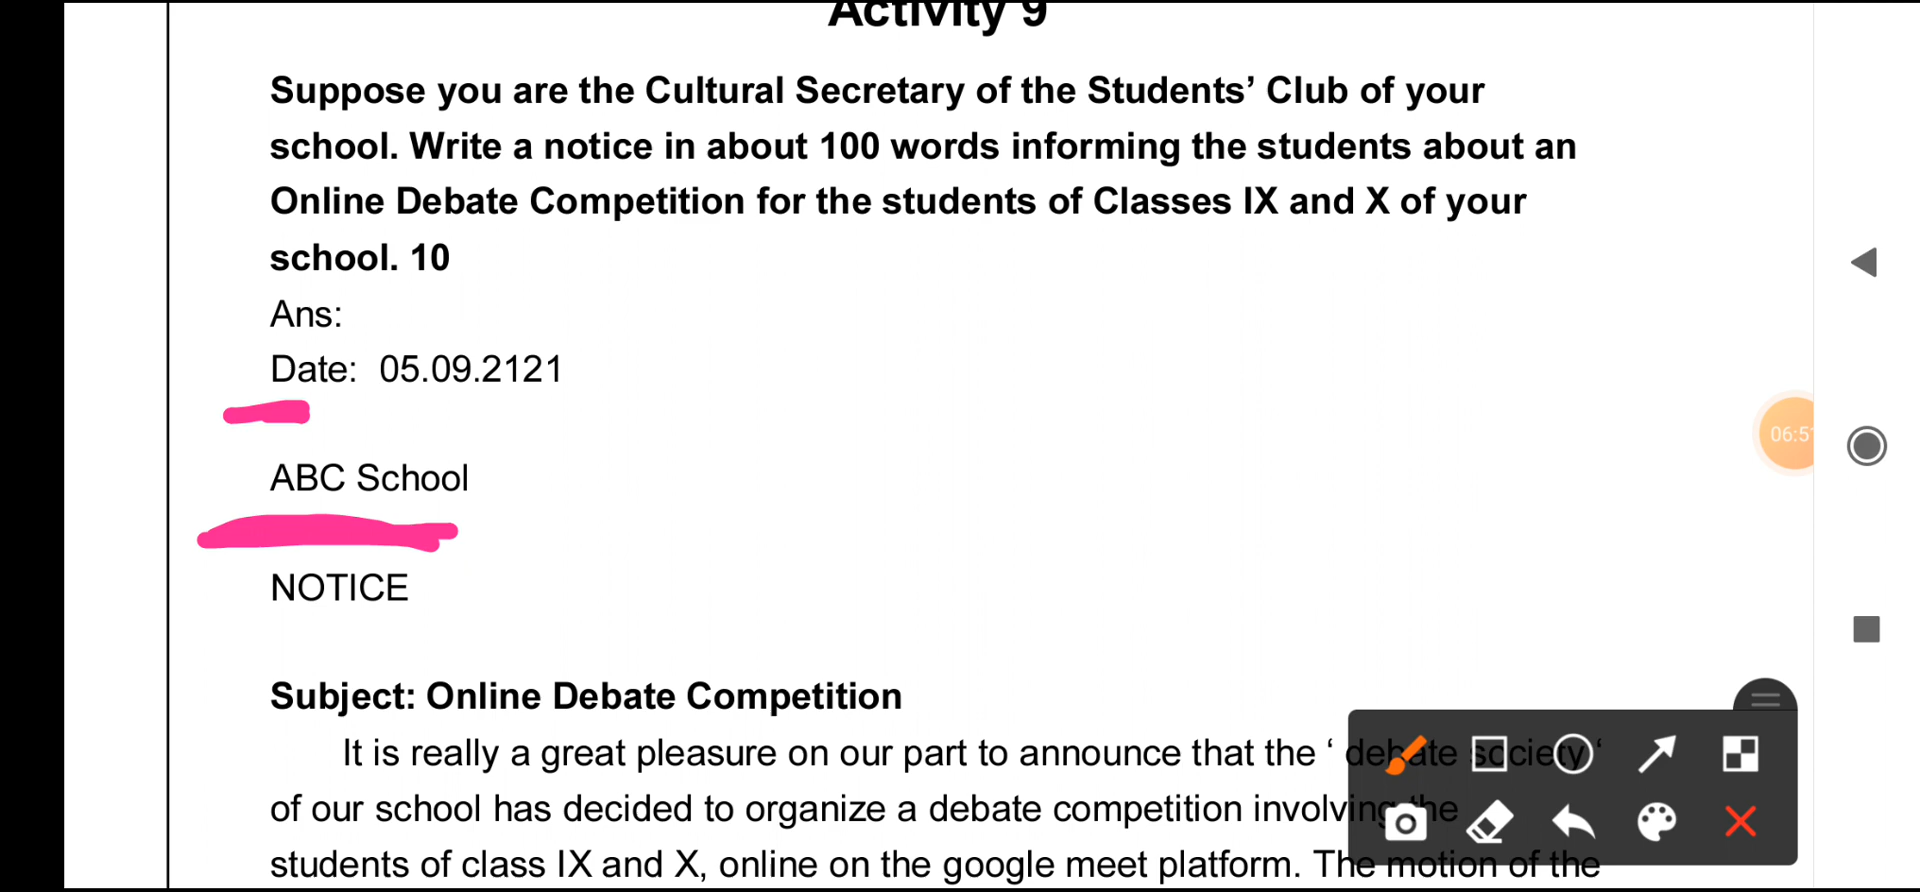 Activity 9
Suppose you are the Cultural Secretary of the Students’ Club of your
school. Write a notice in about 100 words informing the students about an
Online Debate Competition for the students of Classes IX and X of your
school. 10
Ans:
Date: 05.09.2121
06:5
ABC School
NOTICE
Subject: Online Debate Competition
It is really a great pleasure on our part to announce that the ‘ debate society ‘
of our school has decided to organize a debate competition involving the
students of class IX and X, online on the google meet platform. The motion of the